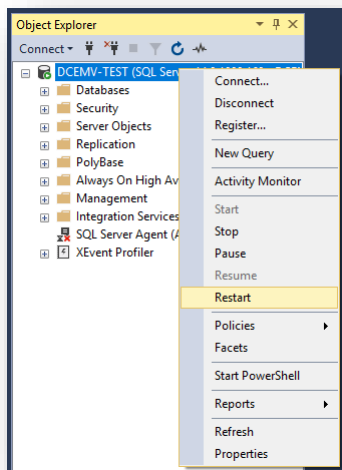 Object Explorer
Connect
DCEMV-TEST (SQL Serv
Databases
Security
Server Objects
Replication
PolyBase
Always On High Av
Management
Integration Services
SQL Server Agent (A
XEvent Profiler
Connect...
Disconnect
Register...
New Query
Activity Monitor
Start
Stop
Pause
Resume
Restart
Policies
Facets
Start PowerShell
Reports
Refresh
Properties